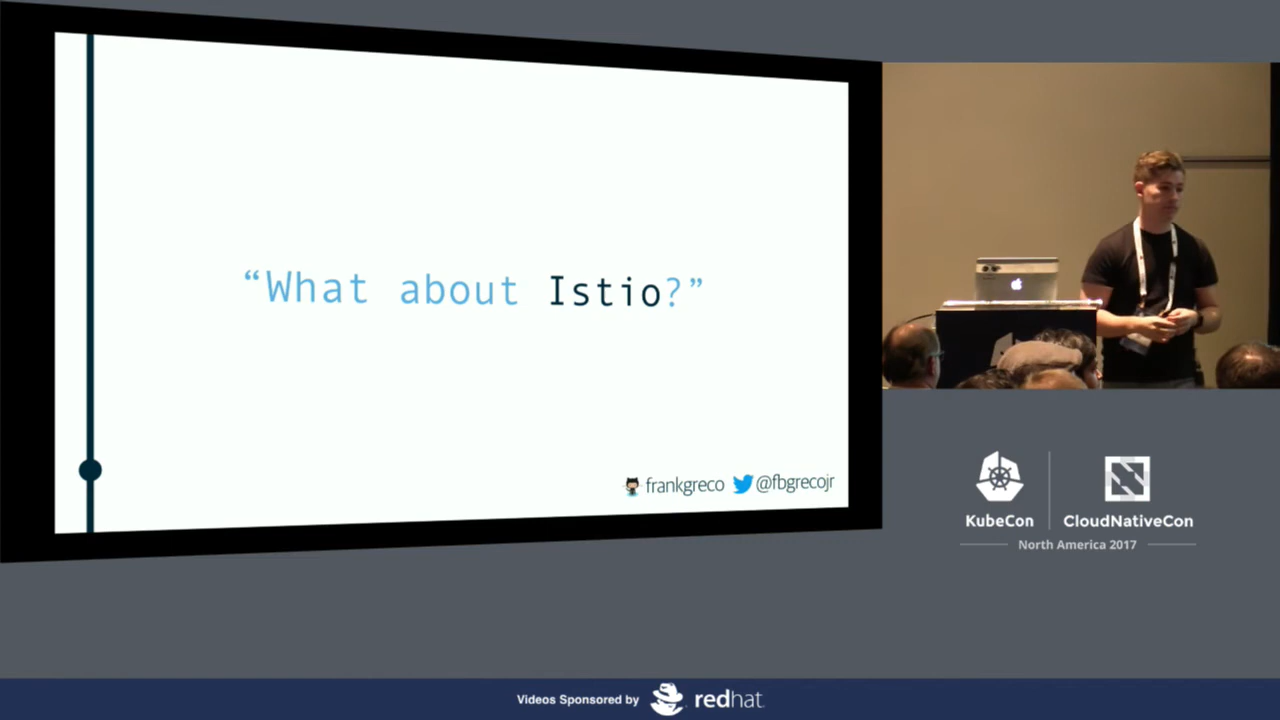 “What about Istio?”
frankgreco @fbgrecojr
KubeCon
CloudNativeCon
North America 2017
Videos Sponsored by redhat